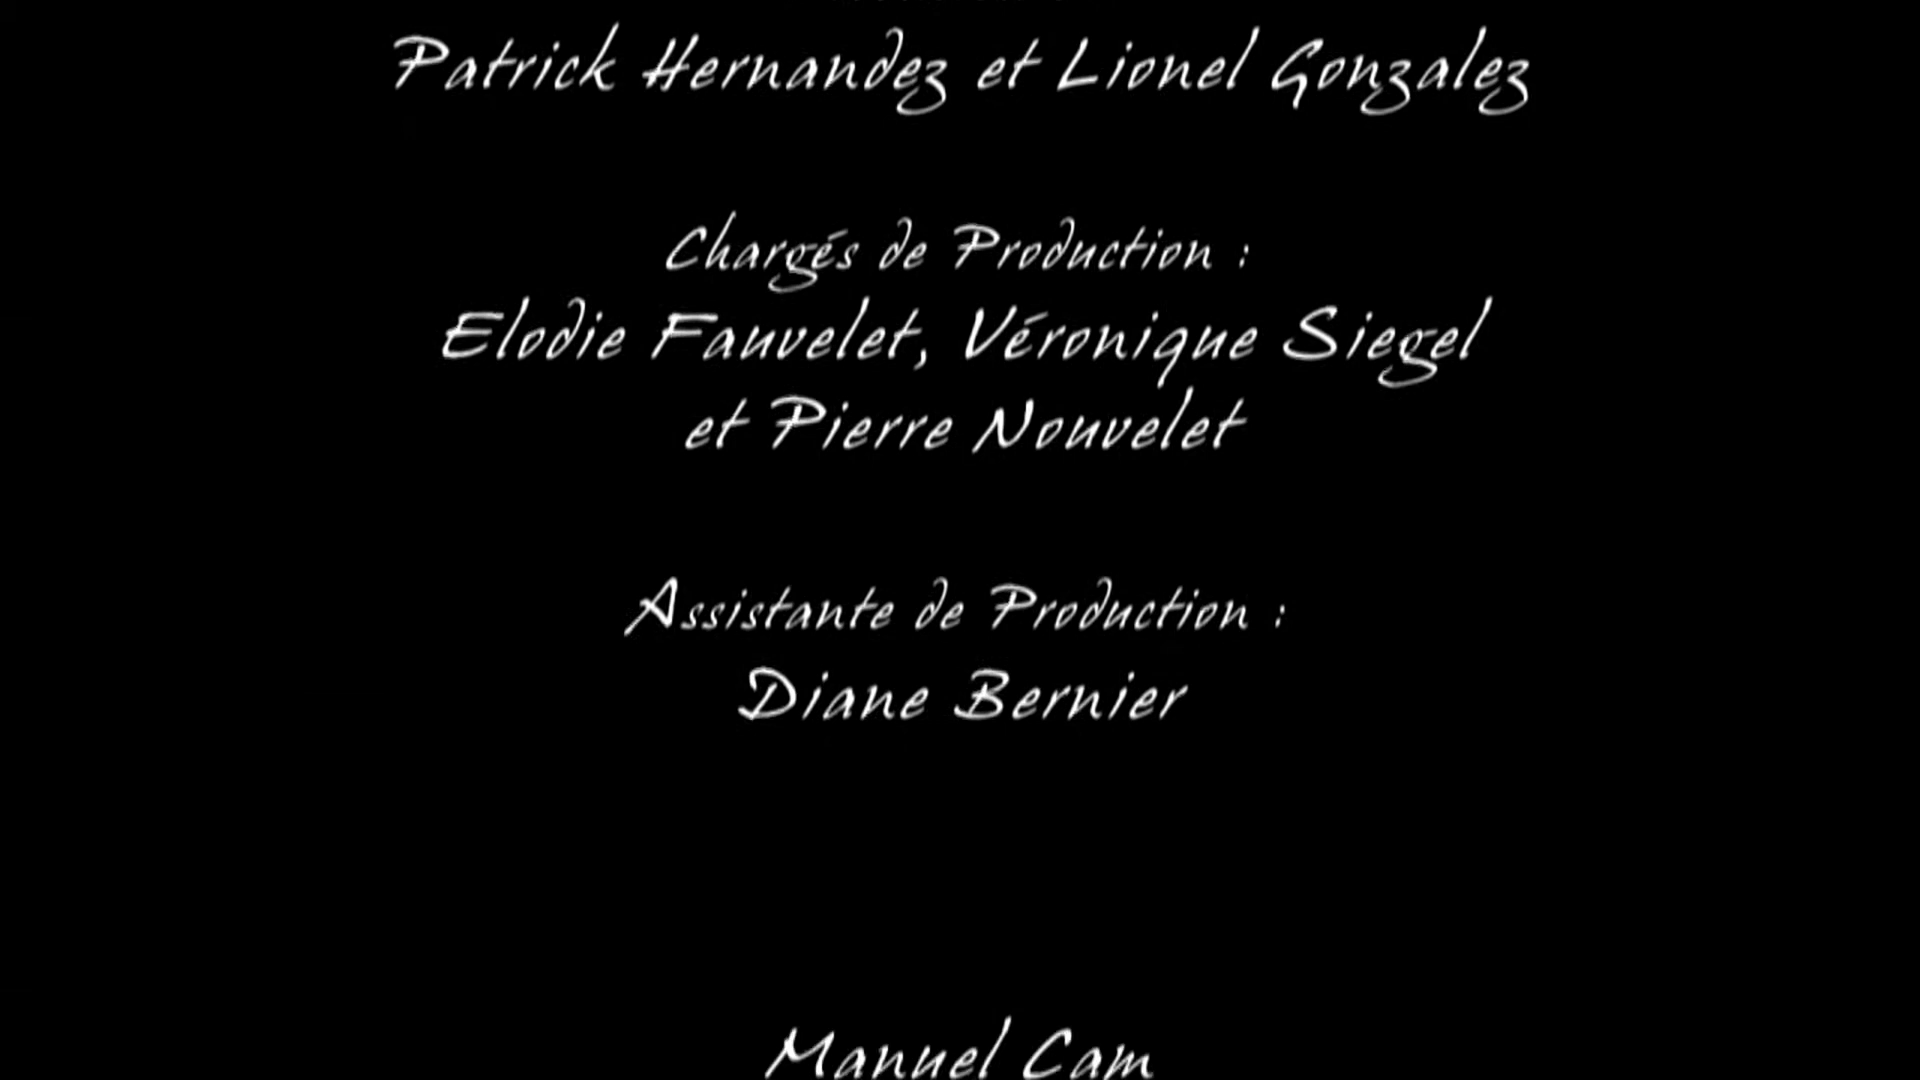 Patrick Hernandez et Lionel Gonzalez
Chargés de Production :
Elodie Fauvelet, Véronique Siegel
et Pierre Nouvelet
Assistante de Production :
Diane Bernier
Manuel Cam